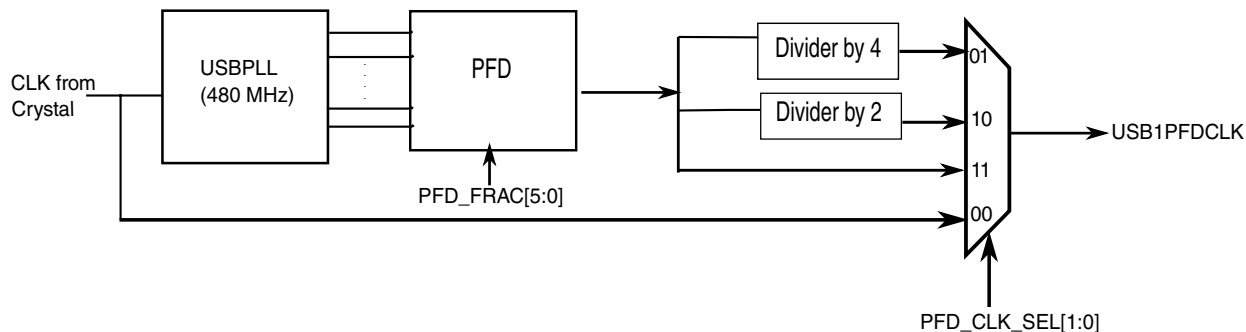 CLK from
Crystal
USBPLL
(480 MHz)
PFD
PFD_FRAC[5:0]
Divider by 4
Divider by 2
01
10
11
00
USB1PFDCLK
PFD_CLK_SEL[1:0]